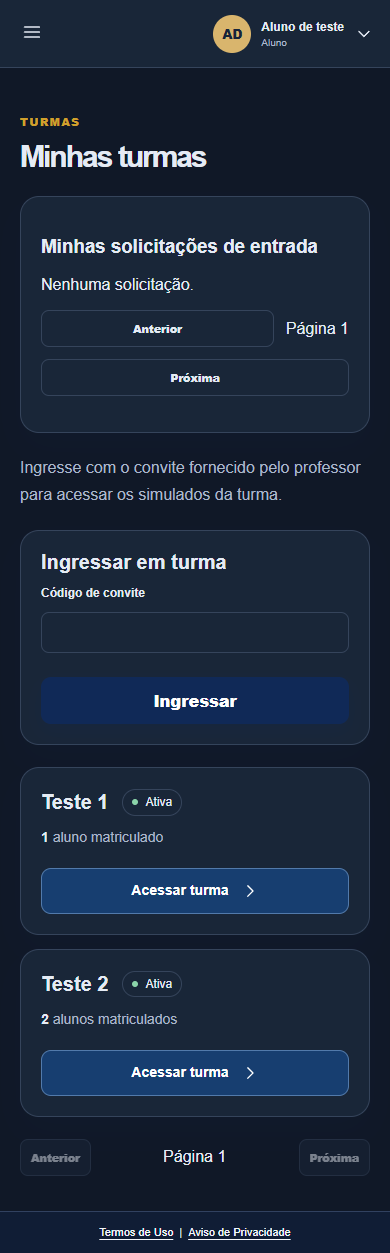 AD
Aluno de teste
Aluno
TURMAS
Minhas turmas
Minhas solicitações de entrada
Nenhuma solicitação.
Anterior
Página 1
Próxima
Ingresse com o convite fornecido pelo professor
para acessar os simulados da turma.
Ingressar em turma
Código de convite
Ingressar
Teste 1
Ativa
1 aluno matriculado
Acessar turma
Teste 2
Ativa
2 alunos matriculados
Acessar turma
Anterior
Página 1
Próxima
Termos de Uso | Aviso de Privacidade